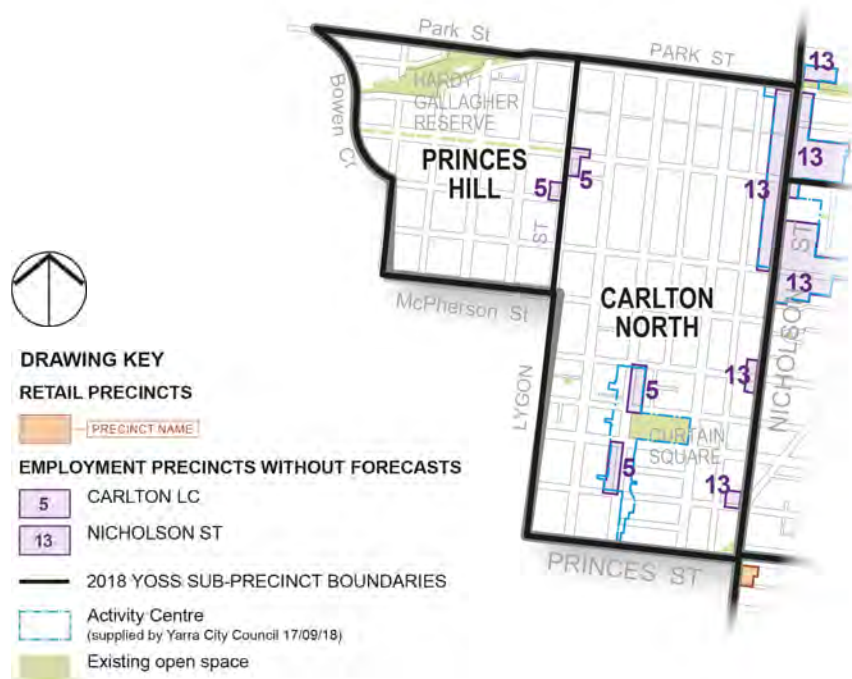 Park St
PARK ST
13
Bowen Cr
HARDY
GALLAGHER
RESERVE
PRINCES
HILL
5
5
13
13
ST
13
McPherson St
CARLTON
NORTH
NICHOLSON ST
LYGON
13
5
CURTAIN
SQUARE
5
13
PRINCES ST
DRAWING KEY
RETAIL PRECINCTS
PRECINCT NAME
EMPLOYMENT PRECINCTS WITHOUT FORECASTS
5 CARLTON LC
13 NICHOLSON ST
2018 YOSS SUB-PRECINCT BOUNDARIES
Activity Centre
(supplied by Yarra City Council 17/09/18)
Existing open space